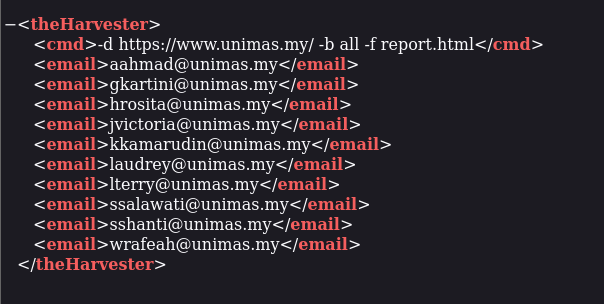 −<theHarvester>
<cmd>-d https://www.unimas.my/ -b all -f report.html</cmd>
<email>aahmad@unimas.my</email>
<email>gkartini@unimas.my</email>
<email>hrosita@unimas.my</email>
<email>jvictoria@unimas.my</email>
<email>kkamarudin@unimas.my</email>
<email>laudrey@unimas.my</email>
<email>lterry@unimas.my</email>
<email>ssalawati@unimas.my</email>
<email>sshanti@unimas.my</email>
<email>wrafeah@unimas.my</email>
</theHarvester>